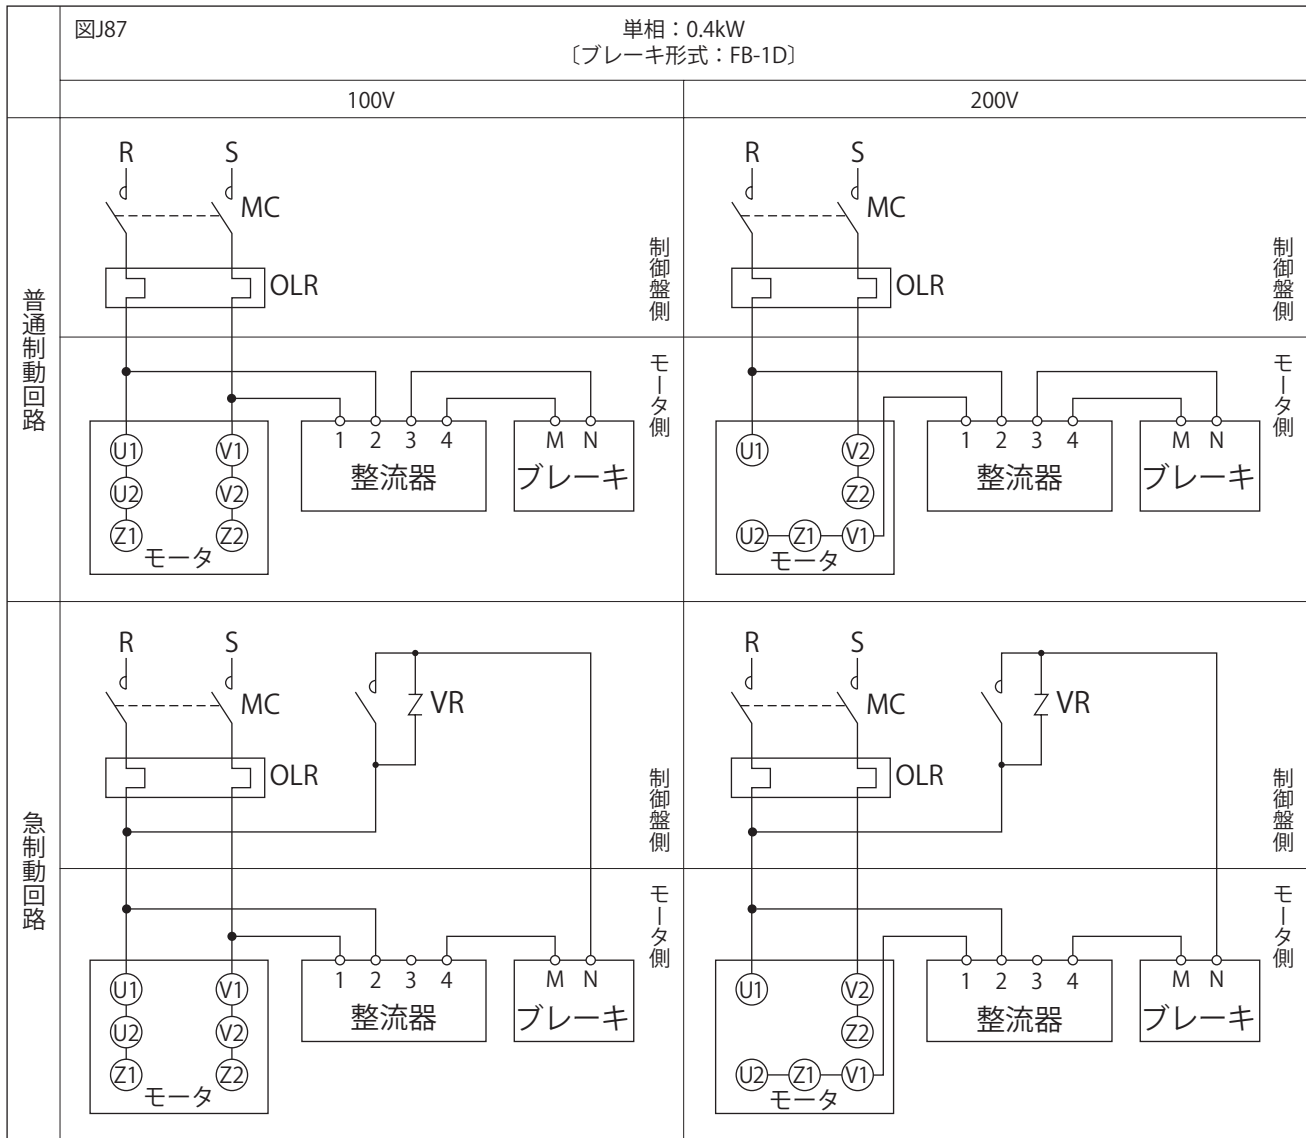 図J87
単相：0.4kW
〔ブレーキ形式：FB-1D〕
100V
200V
普通制動回路
R S
MC
OLR
制御盤側
モータ側
U1 V1
U2 V2
Z1 Z2
モータ
1 2 3 4
整流器
M N
ブレーキ
R S
MC
OLR
制御盤側
モータ側
U1 V2
Z2
U2 Z1 V1
モータ
1 2 3 4
整流器
M N
ブレーキ
急制動回路
R S
MC
VR
OLR
制御盤側
モータ側
U1 V1
U2 V2
Z1 Z2
モータ
1 2 3 4
整流器
M N
ブレーキ
R S
MC
VR
OLR
制御盤側
モータ側
U1 V2
Z2
U2 Z1 V1
モータ
1 2 3 4
整流器
M N
ブレーキ